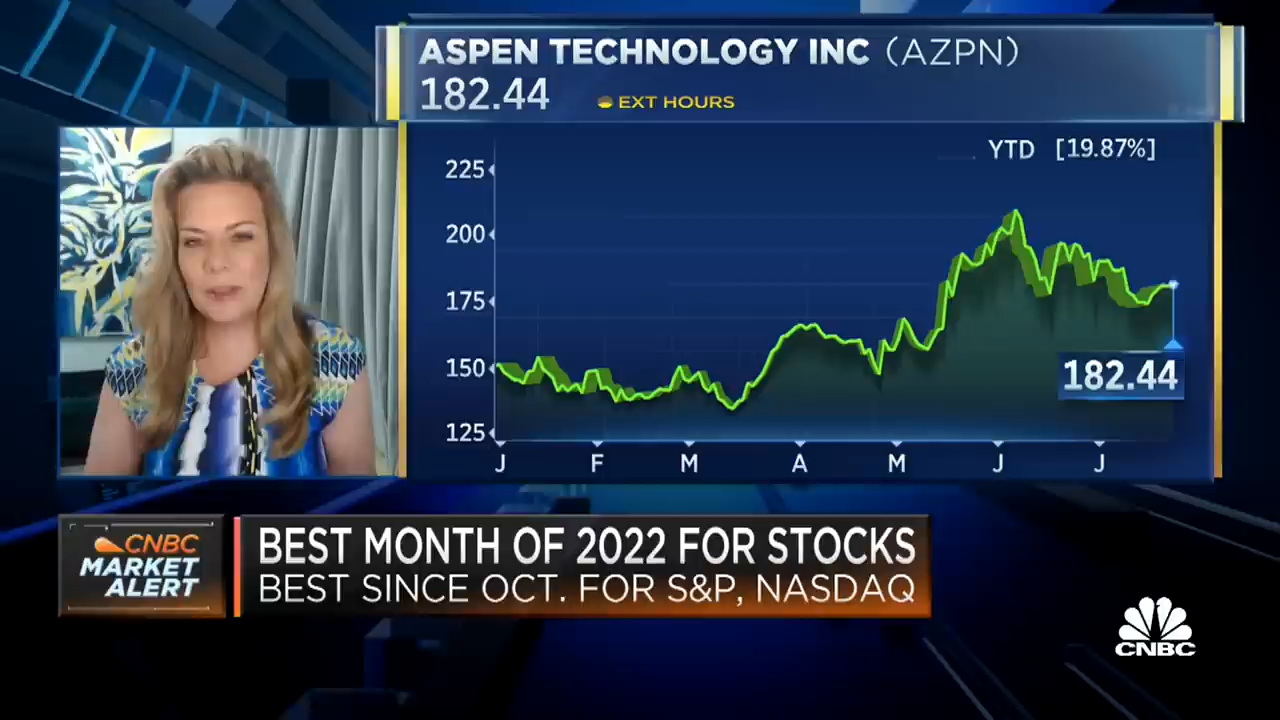 ASPEN TECHNOLOGY INC (AZPN)
182.44 EXT HOURS
YTD [19.87%]
225
200
175
150
125
182.44
J F M A M J J
CNBC
MARKET
ALERT
BEST MONTH OF 2022 FOR STOCKS
BEST SINCE OCT. FOR S&P, NASDAQ
CNBC